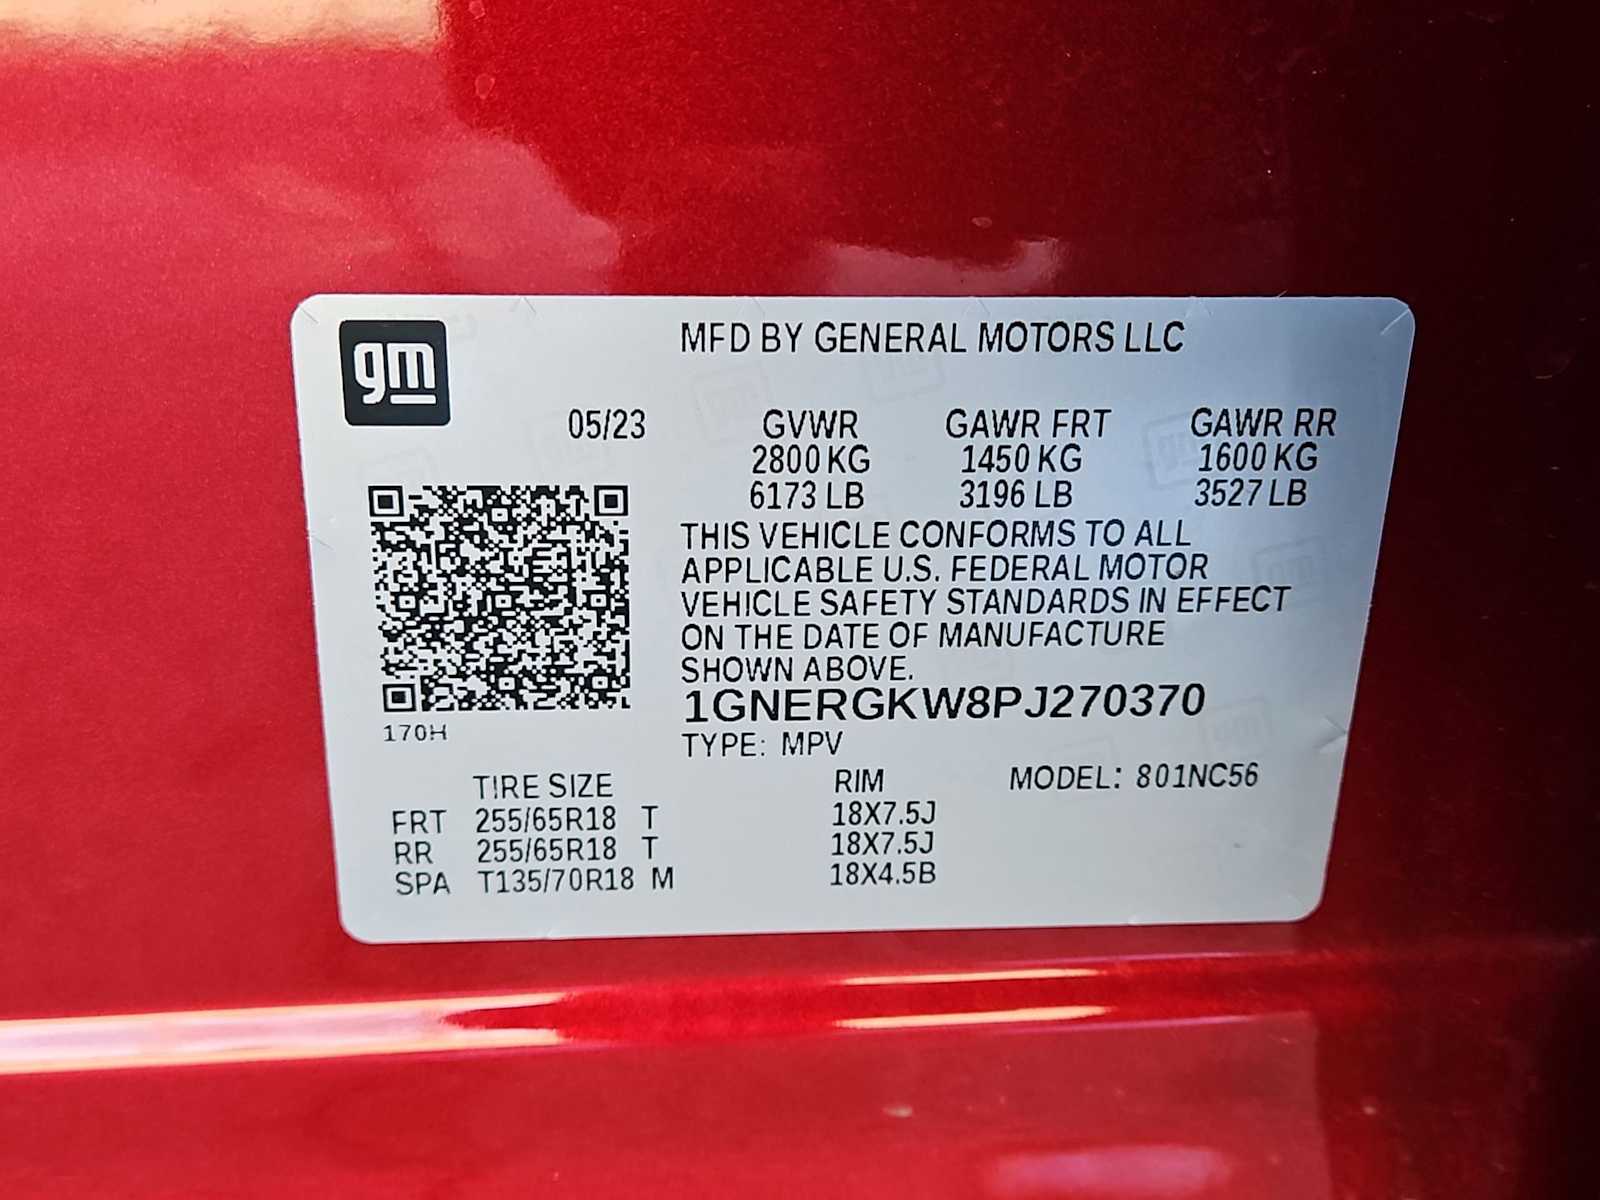 gm
MFD BY GENERAL MOTORS LLC
05/23 GVWR GAWR FRT GAWR RR
2800 KG 1450 KG 1600 KG
6173 LB 3196 LB 3527 LB
THIS VEHICLE CONFORMS TO ALL
APPLICABLE U.S. FEDERAL MOTOR
VEHICLE SAFETY STANDARDS IN EFFECT
ON THE DATE OF MANUFACTURE
SHOWN ABOVE.
1GNERGKW8PJ270370
170H
TYPE: MPV
TIRE SIZE RIM MODEL: 801NC56
FRT 255/65R18 T 18X7.5J
RR 255/65R18 T 18X7.5J
SPA T135/70R18 M 18X4.5B